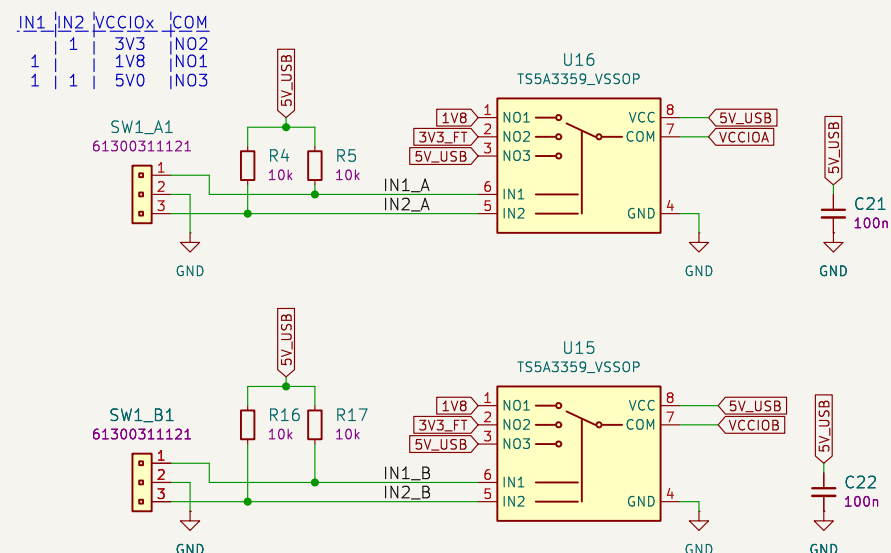 IN1 IN2 VCCIOx COM
1 3V3 NO2
1 1V8 NO1
1 1 5V0 NO3
5V_USB
SW1_A1
61300311121
1
2
3
R4
10k
R5
10k
IN1_A
IN2_A
GND
U16
TS5A3359_VSSOP
1V8 1 NO1 VCC 8 5V_USB
3V3_FT 2 NO2 COM 7 VCCIOA
5V_USB 3 NO3
6 IN1
5 IN2 GND 4
GND
5V_USB
C21
100n
GND
5V_USB
SW1_B1
61300311121
1
2
3
R16
10k
R17
10k
IN1_B
IN2_B
GND
U15
TS5A3359_VSSOP
1V8 1 NO1 VCC 8 5V_USB
3V3_FT 2 NO2 COM 7 VCCIOB
5V_USB 3 NO3
6 IN1
5 IN2 GND 4
GND
5V_USB
C22
100n
GND